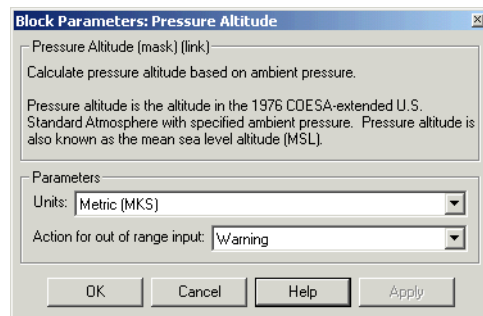 Block Parameters: Pressure Altitude
Pressure Altitude (mask) (link)
Calculate pressure altitude based on ambient pressure.
Pressure altitude is the altitude in the 1976 COESA-extended U.S.
Standard Atmosphere with specified ambient pressure. Pressure altitude is
also known as the mean sea level altitude (MSL).
Parameters
Units: Metric (MKS)
Action for out of range input: Warning
OK Cancel Help Apply